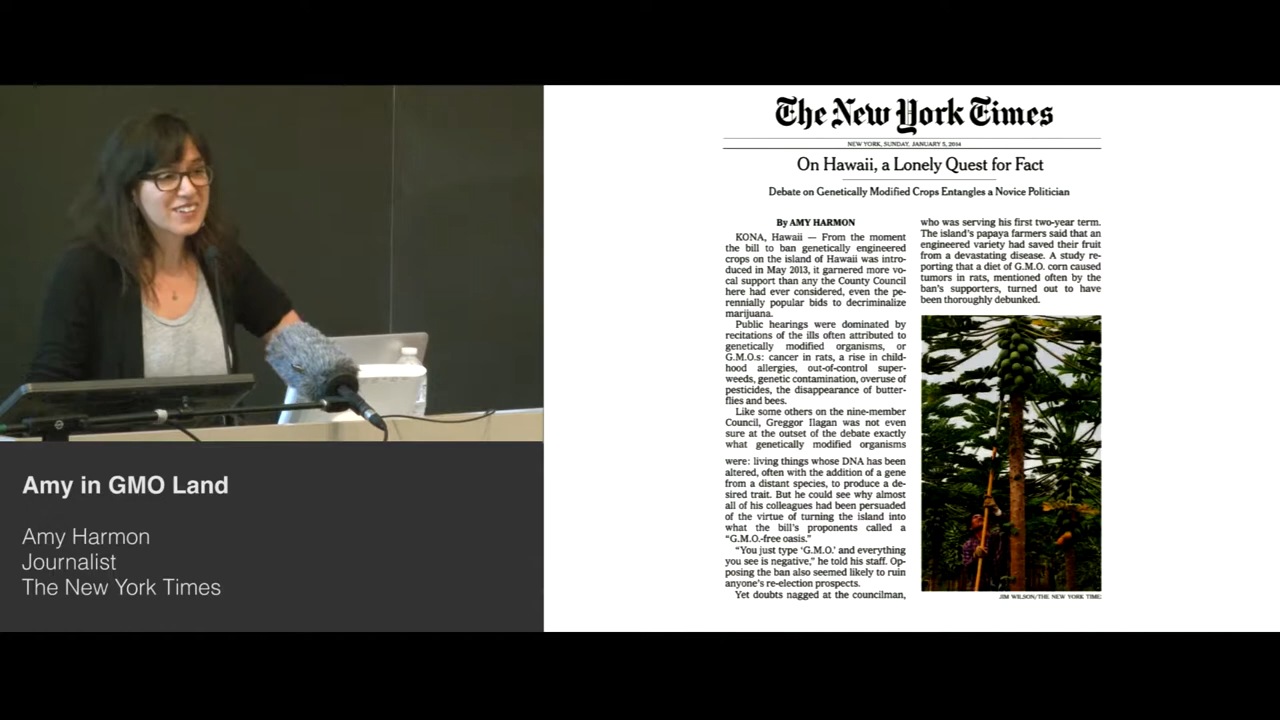 Amy in GMO Land
Amy Harmon
Journalist
The New York Times
The New York Times
NEW YORK, SUNDAY, JANUARY 5, 2014
On Hawaii, a Lonely Quest for Fact
Debate on Genetically Modified Crops Entangles a Novice Politician
By AMY HARMON
KONA, Hawaii — From the moment
the bill to ban genetically engineered
crops on the island of Hawaii was intro-
duced in May 2013, it garnered more vo-
cal support than any the County Council
here had ever considered, even the pe-
rennially popular bids to decriminalize
marijuana.
Public hearings were dominated by
recitations of the ills often attributed to
genetically modified organisms, or
G.M.O.s: cancer in rats, a rise in child-
hood allergies, out-of-control super-
weeds, genetic contamination, overuse of
pesticides, the disappearance of butter-
flies and bees.
Like some others on the nine-member
Council, Greggor Ilagan was not even
sure at the outset of the debate exactly
what genetically modified organisms
were: living things whose DNA has been
altered, often with the addition of a gene
from a distant species, to produce a de-
sired trait. But he could see why almost
all of his colleagues had been persuaded
of the virtue of turning the island into
what the bill's proponents called a
“G.M.O.-free oasis.”
“You just type ‘G.M.O.’ and everything
you see is negative,” he told his staff. Op-
posing the ban also seemed likely to ruin
anyone's re-election prospects.
Yet doubts nagged at the councilman,
who was serving his first two-year term.
The island's papaya farmers said that an
engineered variety had saved their fruit
from a devastating disease. A study re-
porting that a diet of G.M.O. corn caused
tumors in rats, mentioned often by the
ban's supporters, turned out to have
been thoroughly debunked.
JIM WILSON/THE NEW YORK TIME